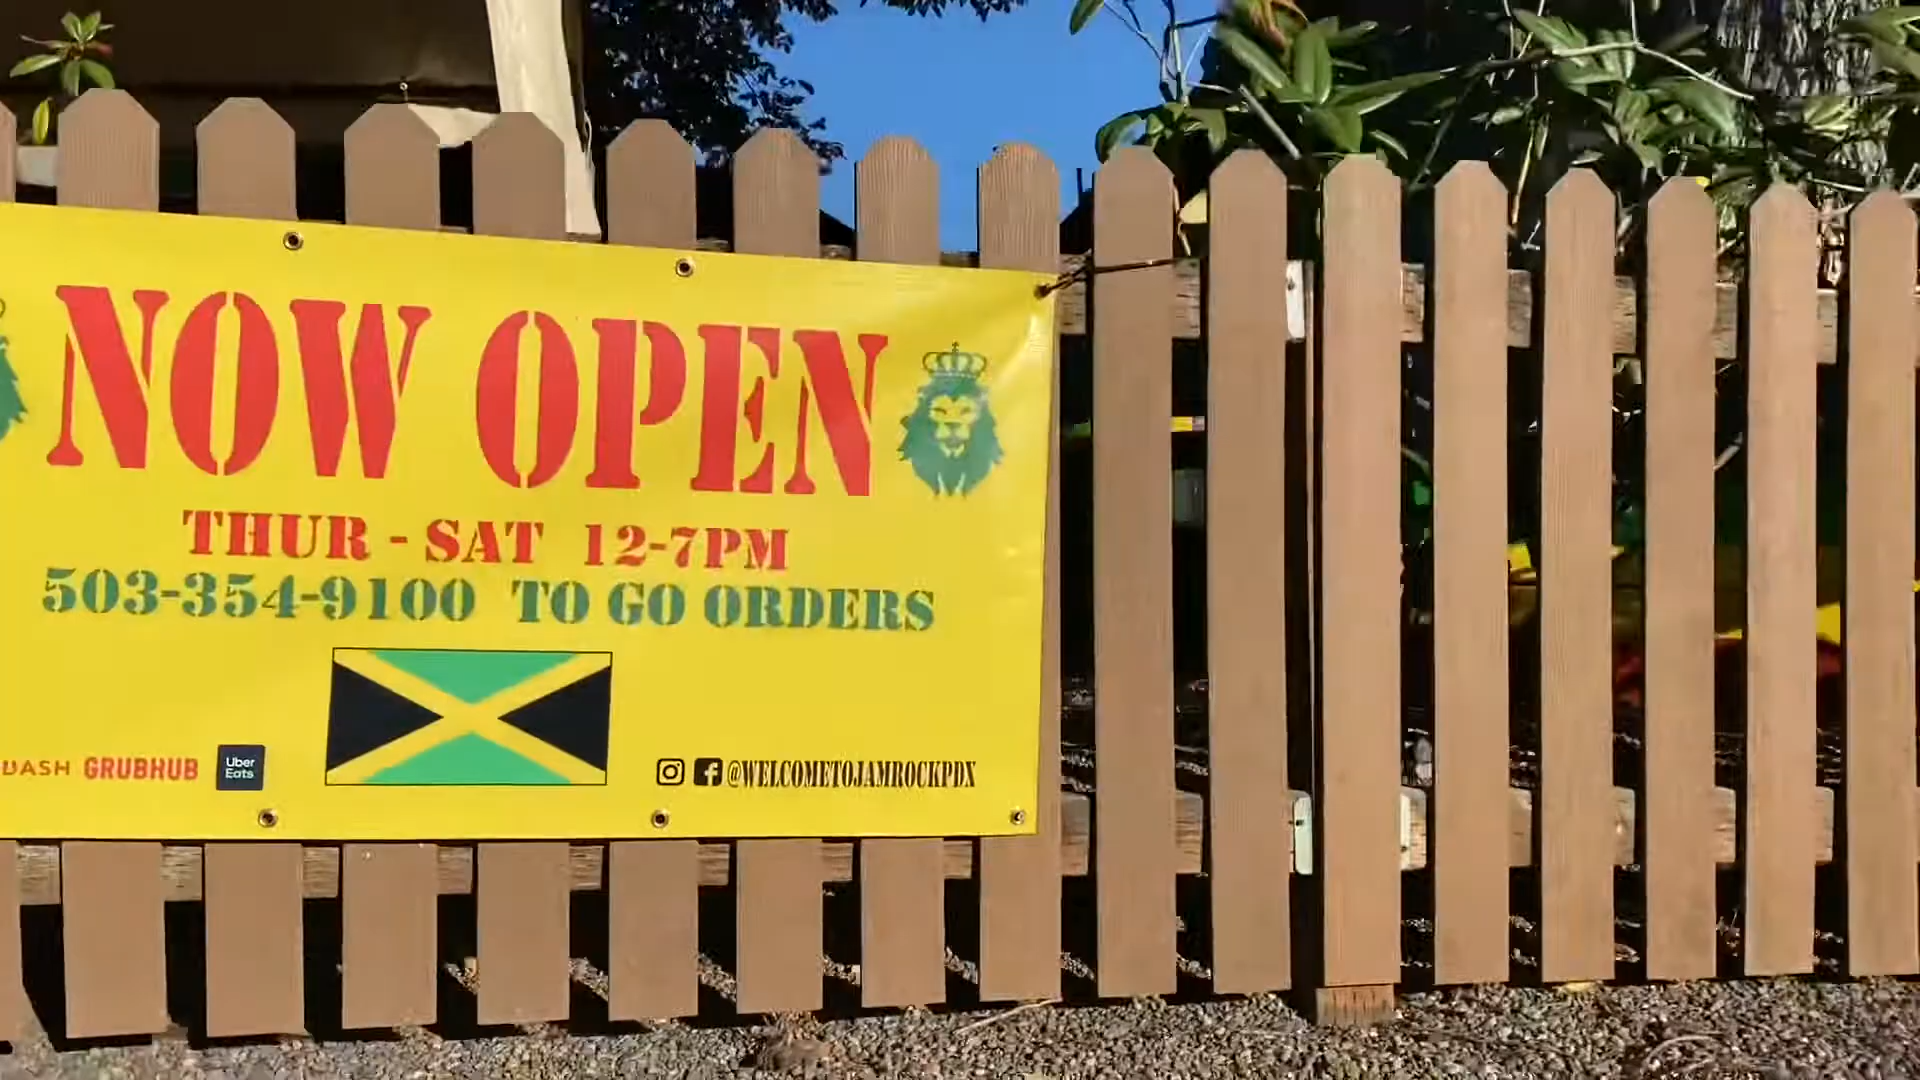 NOW OPEN
THUR - SAT 12-7PM
503-354-9100 TO GO ORDERS
DASH GRUBHUB Uber Eats
@WELCOMETOJAMROCKPDX